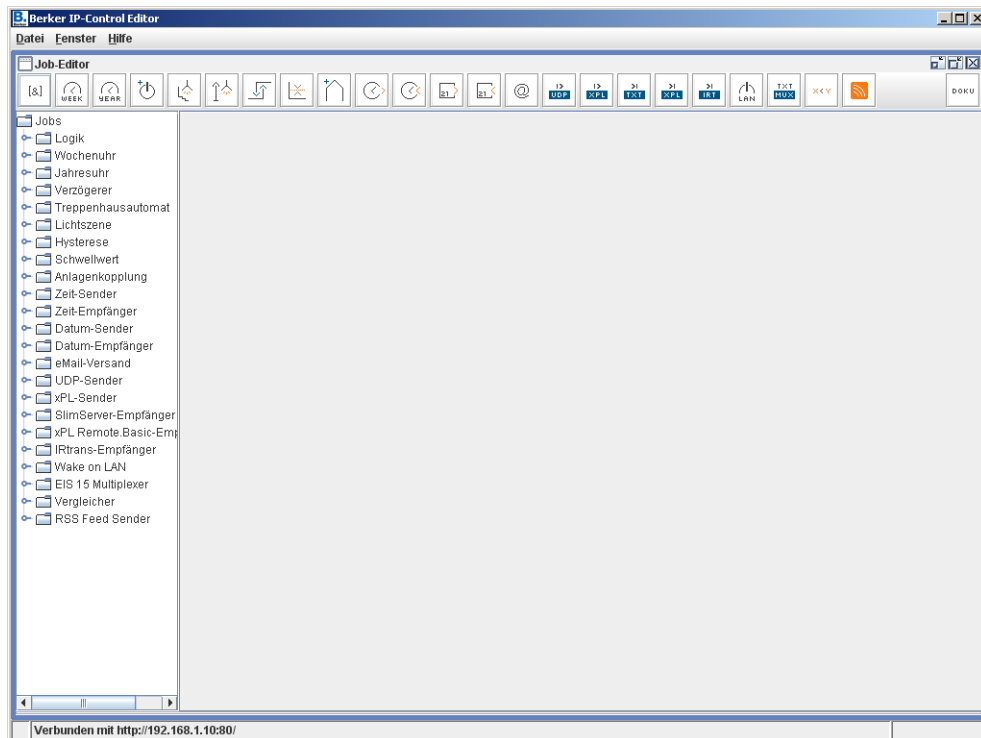 B. Berker Berker IP-Control Editor
Datei Fenster Hilfe
Job-Editor
[&] WEEK YEAR 21 21 @ UDP XPL TXT XPL IRT LAN TXT MUX X<Y DOKU
Jobs
Logik
Wochenuhr
Jahresuhr
Verzögerer
Treppenhausautomat
Lichtszene
Hysterese
Schwellwert
Anlagenkopplung
Zeit-Sender
Zeit-Empfänger
Datum-Sender
Datum-Empfänger
eMail-Versand
UDP-Sender
xPL-Sender
SlimServer-Empfänger
xPL Remote.Basic-Emp
IRtrans-Empfänger
Wake on LAN
EIS 15 Multiplexer
Vergleicher
RSS Feed Sender
Verbunden mit http://192.168.1.10:80/